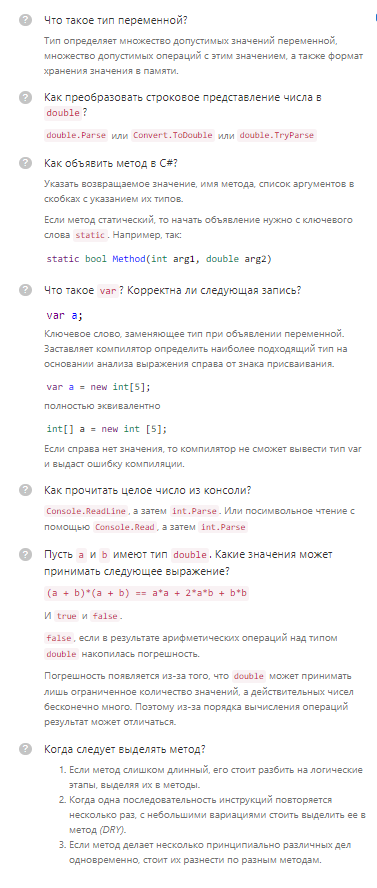 Что такое тип переменной?
Тип определяет множество допустимых значений переменной,
множество допустимых операций с этим значением, а также формат
хранения значения в памяти.
Как преобразовать строковое представление числа в
double ?
double.Parse или Convert.ToDouble или double.TryParse
Как объявить метод в C#?
Указать возвращаемое значение, имя метода, список аргументов в
скобках с указанием их типов.
Если метод статический, то начать объявление нужно с ключевого
слова static . Например, так:
static bool Method(int arg1, double arg2)
Что такое var ? Корректна ли следующая запись?
var a;
Ключевое слово, заменяющее тип при объявлении переменной.
Заставляет компилятор определить наиболее подходящий тип на
основании анализа выражения справа от знака присваивания.
var a = new int[5];
полностью эквивалентно
int[] a = new int [5];
Если справа нет значения, то компилятор не сможет вывести тип var
и выдаст ошибку компиляции.
Как прочитать целое число из консоли?
Console.ReadLine , а затем int.Parse . Или посимвольное чтение с
помощью Console.Read , а затем int.Parse
Пусть a и b имеют тип double . Какие значения может
принимать следующее выражение?
(a + b)*(a + b) == a*a + 2*a*b + b*b
И true и false .
false , если в результате арифметических операций над типом
double накопилась погрешность.
Погрешность появляется из-за того, что double может принимать
лишь ограниченное количество значений, а действительных чисел
бесконечно много. Поэтому из-за порядка вычисления операций
результат может отличаться.
Когда следует выделять метод?
1. Если метод слишком длинный, его стоит разбить на логические
этапы, выделяя их в методы.
2. Когда одна последовательность инструкций повторяется
несколько раз, с небольшими вариациями стоит выделить ее в
метод (DRY).
3. Если метод делает несколько принципиально различных дел
одновременно, стоит их разнести по разным методам.